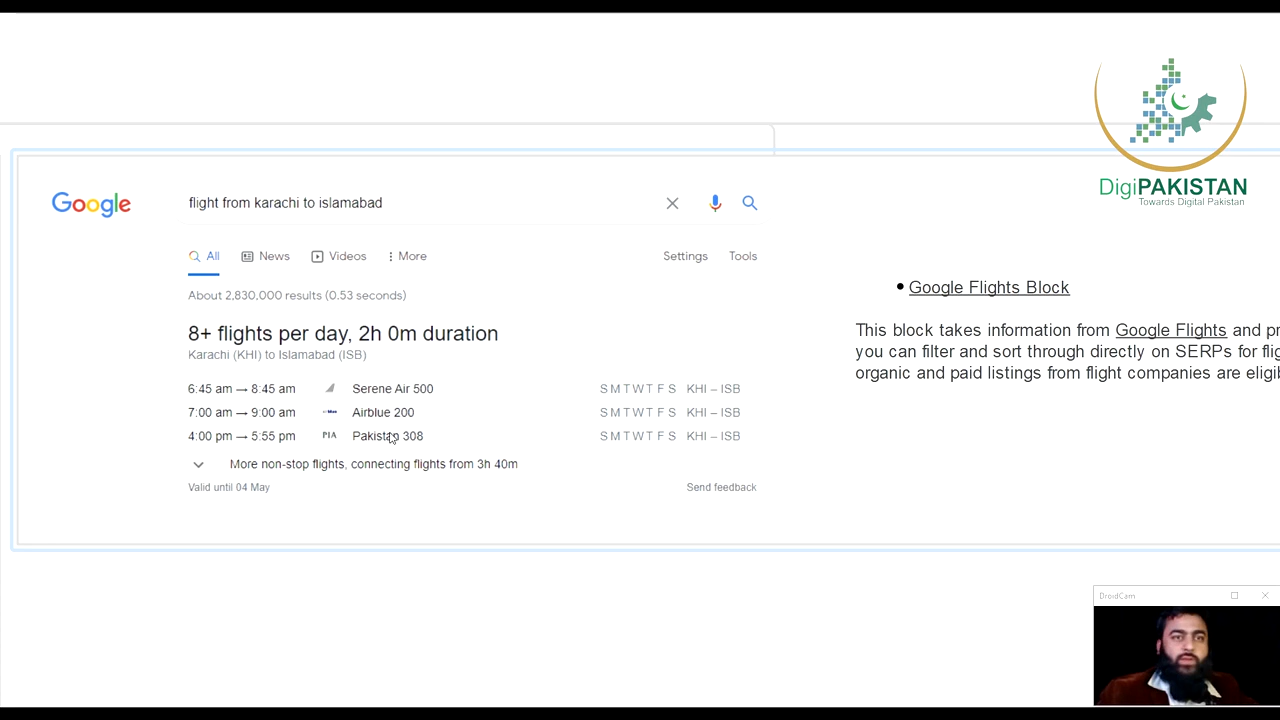 DigiPAKISTAN
Towards Digital Pakistan
Google
flight from karachi to islamabad
All
News
Videos
More
Settings
Tools
About 2,830,000 results (0.53 seconds)
8+ flights per day, 2h 0m duration
Karachi (KHI) to Islamabad (ISB)
6:45 am → 8:45 am Serene Air 500 S M T W T F S KHI – ISB
7:00 am → 9:00 am Airblue 200 S M T W T F S KHI – ISB
4:00 pm → 5:55 pm PIA Pakistan 308 S M T W T F S KHI – ISB
More non-stop flights, connecting flights from 3h 40m
Valid until 04 May
Send feedback
• Google Flights Block
This block takes information from Google Flights and pr
you can filter and sort through directly on SERPs for flig
organic and paid listings from flight companies are eligib
DroidCam